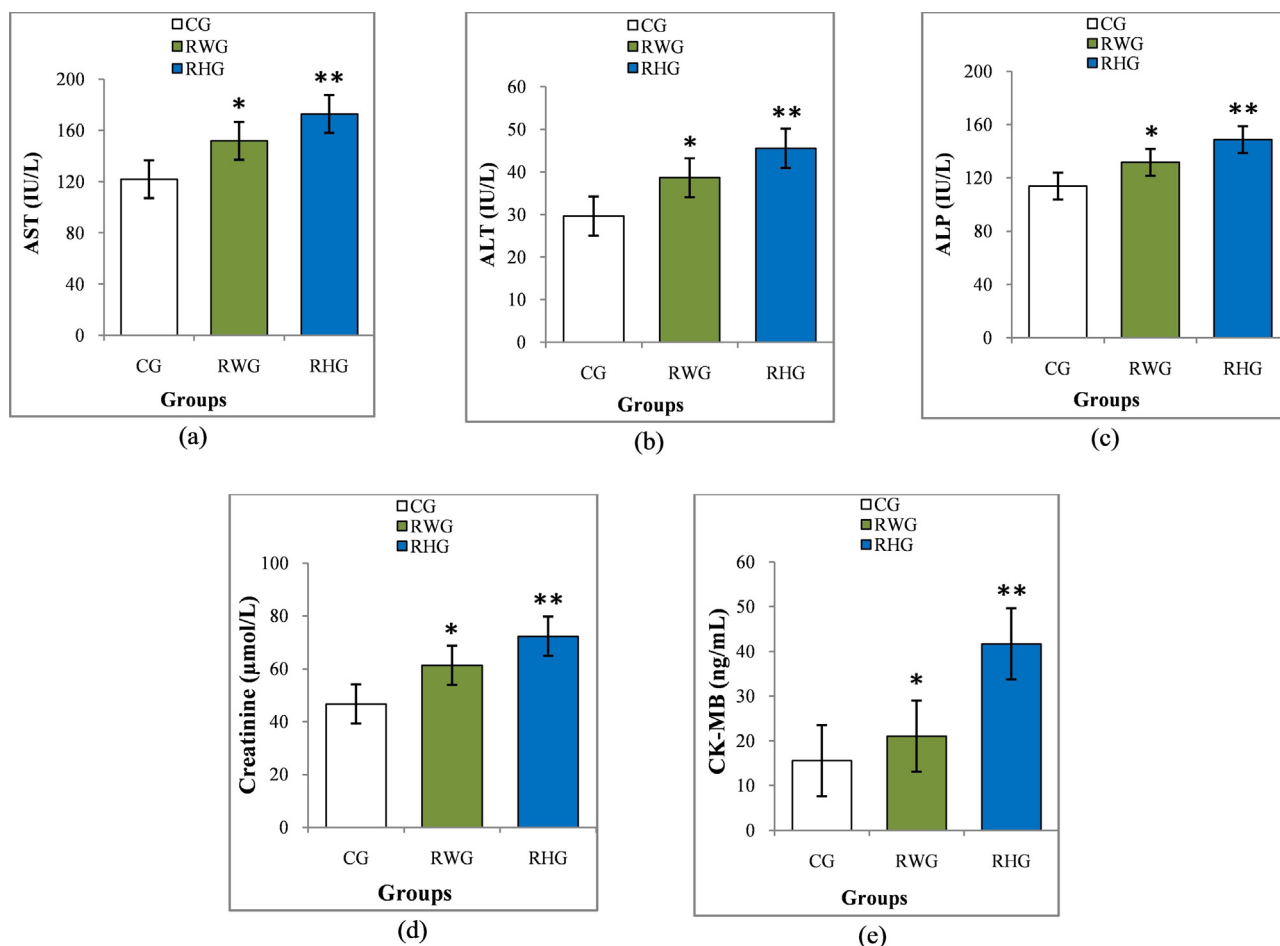 CG
RWG
RHG
AST (IU/L)
200
160
120
80
40
0
*
**
CG RWG RHG
Groups
(a)
CG
RWG
RHG
ALT (IU/L)
60
50
40
30
20
10
0
*
**
CG RWG RHG
Groups
(b)
CG
RWG
RHG
ALP (IU/L)
200
160
120
80
40
0
*
**
CG RWG RHG
Groups
(c)
CG
RWG
RHG
Creatinine (μmol/L)
100
80
60
40
20
0
*
**
CG RWG RHG
Groups
(d)
CG
RWG
RHG
CK-MB (ng/mL)
60
50
40
30
20
10
0
*
**
CG RWG RHG
Groups
(e)